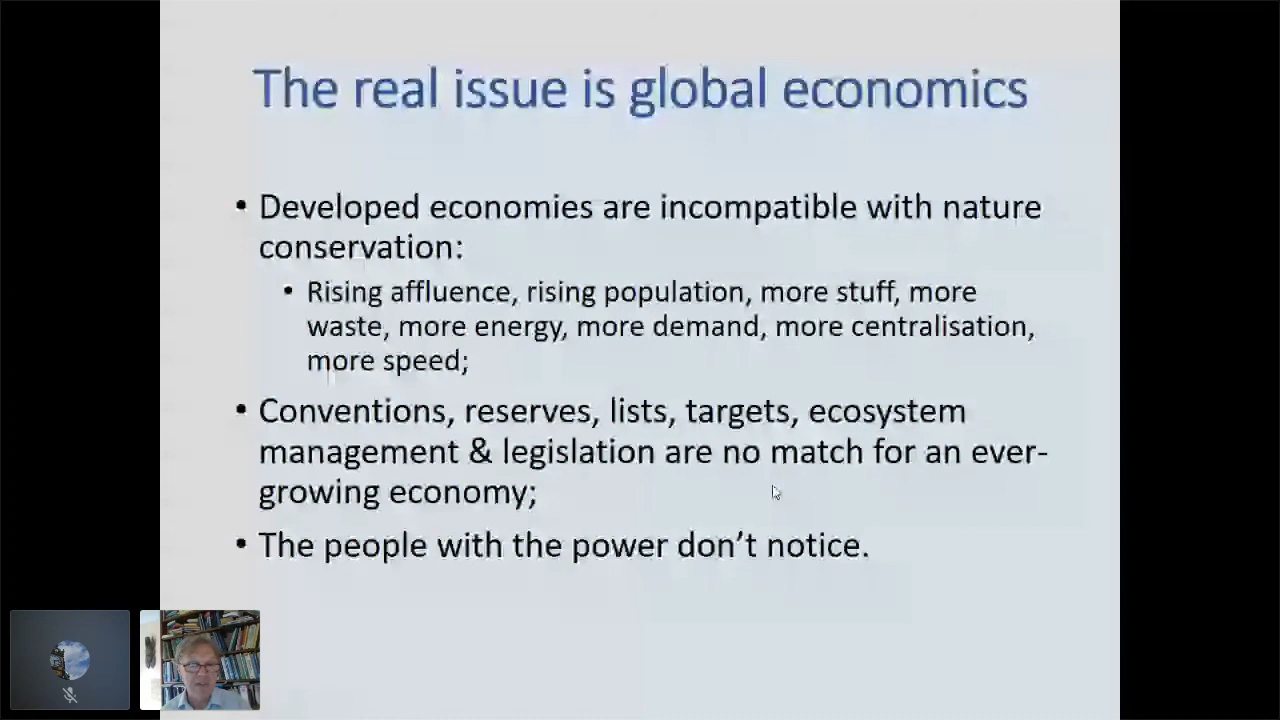 The real issue is global economics
• Developed economies are incompatible with nature
conservation:
• Rising affluence, rising population, more stuff, more
waste, more energy, more demand, more centralisation,
more speed;
• Conventions, reserves, lists, targets, ecosystem
management & legislation are no match for an ever-
growing economy;
• The people with the power don’t notice.